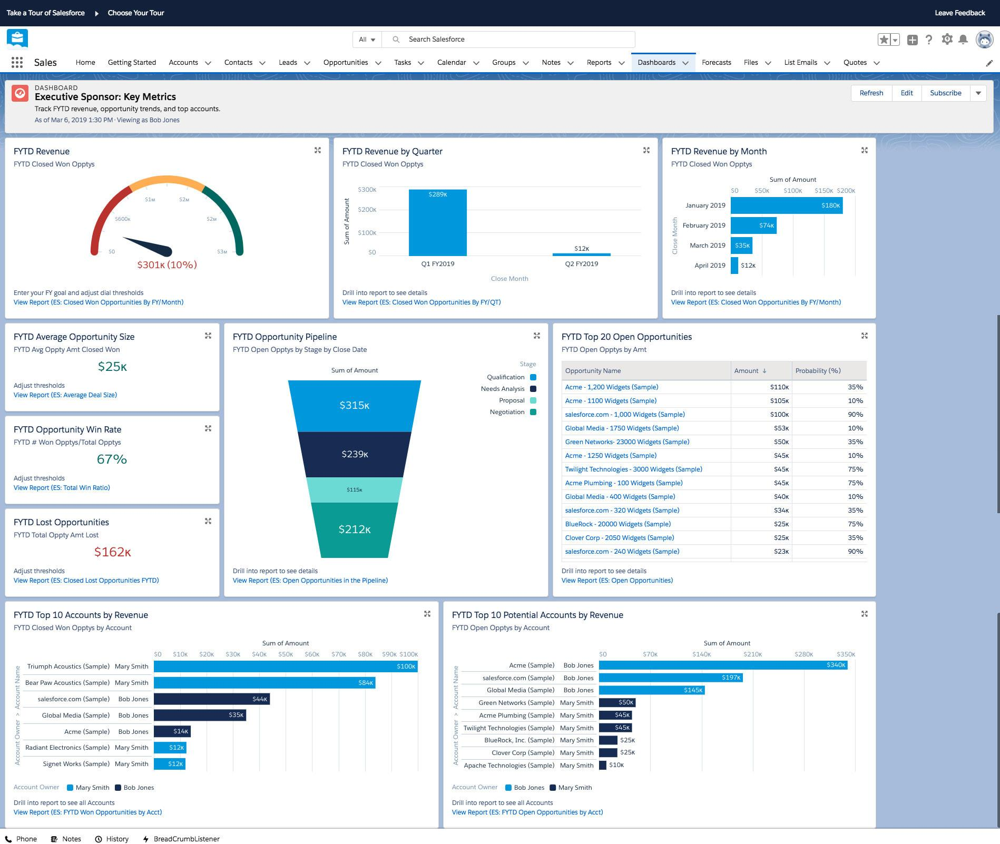 Take a Tour of Salesforce Choose Your Tour Leave Feedback
All Search Salesforce
Sales Home Getting Started Accounts Contacts Leads Opportunities Tasks Calendar Groups Notes Reports Dashboards Forecasts Files List Emails Quotes
DASHBOARD
Executive Sponsor: Key Metrics
Track FYTD revenue, opportunity trends, and top accounts.
As of Mar 6, 2019 1:30 PM·Viewing as Bob Jones
Refresh Edit Subscribe
FYTD Revenue
FYTD Closed Won Opptys
$0
$600K
$1M
$2M
$2M
$3M
$301K (10%)
Enter your FY goal and adjust dial thresholds
View Report (ES: Closed Won Opportunities By FY/Month)
FYTD Revenue by Quarter
FYTD Closed Won Opptys
Sum of Amount
$300K
$200K
$100K
$0
$289K
$12K
Q1 FY2019 Q2 FY2019
Close Month
Drill into report to see details
View Report (ES: Closed Won Opportunities By FY/QT)
FYTD Revenue by Month
FYTD Closed Won Opptys
Sum of Amount
$0 $50K $100K $150K $200K
Close Month
January 2019 $180K
February 2019 $74K
March 2019 $35K
April 2019 $12K
Drill into report to see details
View Report (ES: Closed Won Opportunities By FY/Month)
FYTD Average Opportunity Size
FYTD Avg Oppty Amt Closed Won
$25K
Adjust thresholds
View Report (ES: Average Deal Size)
FYTD Opportunity Win Rate
FYTD # Won Opptys/Total Opptys
67%
Adjust thresholds
View Report (ES: Total Win Ratio)
FYTD Lost Opportunities
FYTD Total Oppty Amt Lost
$162K
Adjust thresholds
View Report (ES: Closed Lost Opportunities FYTD)
FYTD Opportunity Pipeline
FYTD Open Opptys by Stage by Close Date
Sum of Amount
$315K
$239K
$115K
$212K
Stage
Qualification
Needs Analysis
Proposal
Negotiation
Drill into report to see details
View Report (ES: Open Opportunities in the Pipeline)
FYTD Top 20 Open Opportunities
FYTD Open Opptys by Amt
Opportunity Name Amount ↓ Probability (%)
Acme - 1,200 Widgets (Sample) $110K 35%
Acme - 1100 Widgets (Sample) $105K 10%
salesforce.com - 1,000 Widgets (Sample) $100K 90%
Global Media - 1750 Widgets (Sample) $53K 10%
Green Networks- 23000 Widgets (Sample) $50K 35%
Acme - 1250 Widgets (Sample) $45K 10%
Twilight Technologies - 3000 Widgets (Sample) $45K 75%
Acme Plumbing - 100 Widgets (Sample) $45K 75%
Global Media - 400 Widgets (Sample) $40K 10%
salesforce.com - 320 Widgets (Sample) $34K 35%
BlueRock - 20000 Widgets (Sample) $25K 75%
Clover Corp - 2050 Widgets (Sample) $25K 35%
salesforce.com - 240 Widgets (Sample) $23K 90%
Drill into report to see details
View Report (ES: Open Opportunities)
FYTD Top 10 Accounts by Revenue
FYTD Closed Won Opptys by Account
Sum of Amount
$0 $10K $20K $30K $40K $50K $60K $70K $80K $90K $100K
Account Owner > Account Name
Triumph Acoustics (Sample) Mary Smith $100K
Bear Paw Acoustics (Sample) Mary Smith $84K
salesforce.com (Sample) Bob Jones $44K
Global Media (Sample) Bob Jones $35K
Acme (Sample) Bob Jones $14K
Radiant Electronics (Sample) Mary Smith $12K
Signet Works (Sample) Mary Smith $12K
Account Owner Mary Smith Bob Jones
Drill into report to see all Accounts
View Report (ES: FYTD Won Opportunities by Acct)
FYTD Top 10 Potential Accounts by Revenue
FYTD Open Opptys by Account
Sum of Amount
$0 $70K $140K $210K $280K $350K
Account Owner > Account Name
Acme (Sample) Bob Jones $340K
salesforce.com (Sample) Bob Jones $197K
Global Media (Sample) Bob Jones $145K
Green Networks (Sample) Mary Smith $50K
Acme Plumbing (Sample) Mary Smith $45K
Twilight Technologies (Sample) Mary Smith $45K
BlueRock, Inc. (Sample) Mary Smith $25K
Clover Corp (Sample) Mary Smith $25K
Apache Technologies (Sample) Mary Smith $10K
Account Owner Bob Jones Mary Smith
Drill into report to see all Accounts
View Report (ES: FYTD Open Opportunities by Acct)
Phone Notes History BreadCrumbListener